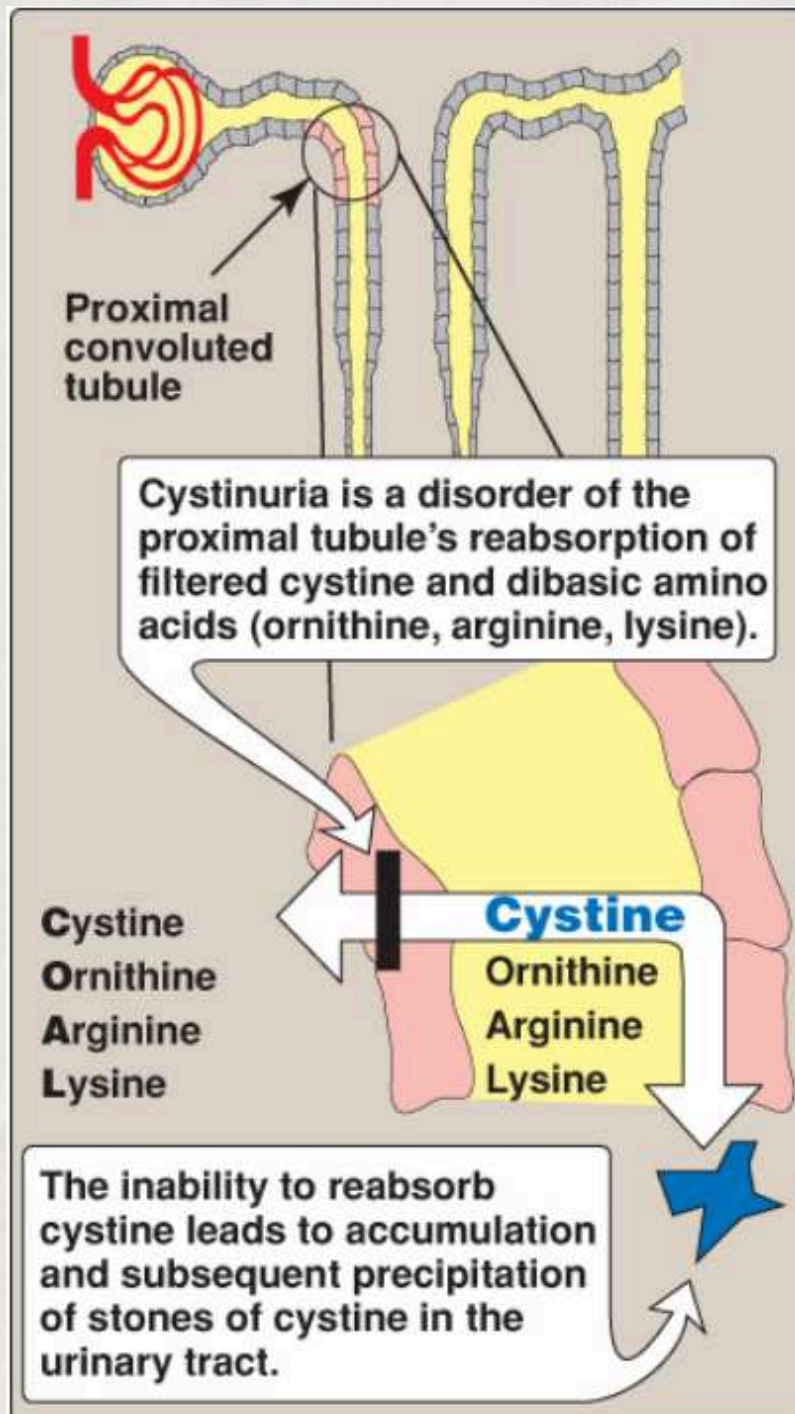 Proximal
convoluted
tubule
Cystinuria is a disorder of the
proximal tubule's reabsorption of
filtered cystine and dibasic amino
acids (ornithine, arginine, lysine).
Cystine
Ornithine
Arginine
Lysine
Cystine
Ornithine
Arginine
Lysine
The inability to reabsorb
cystine leads to accumulation
and subsequent precipitation
of stones of cystine in the
urinary tract.